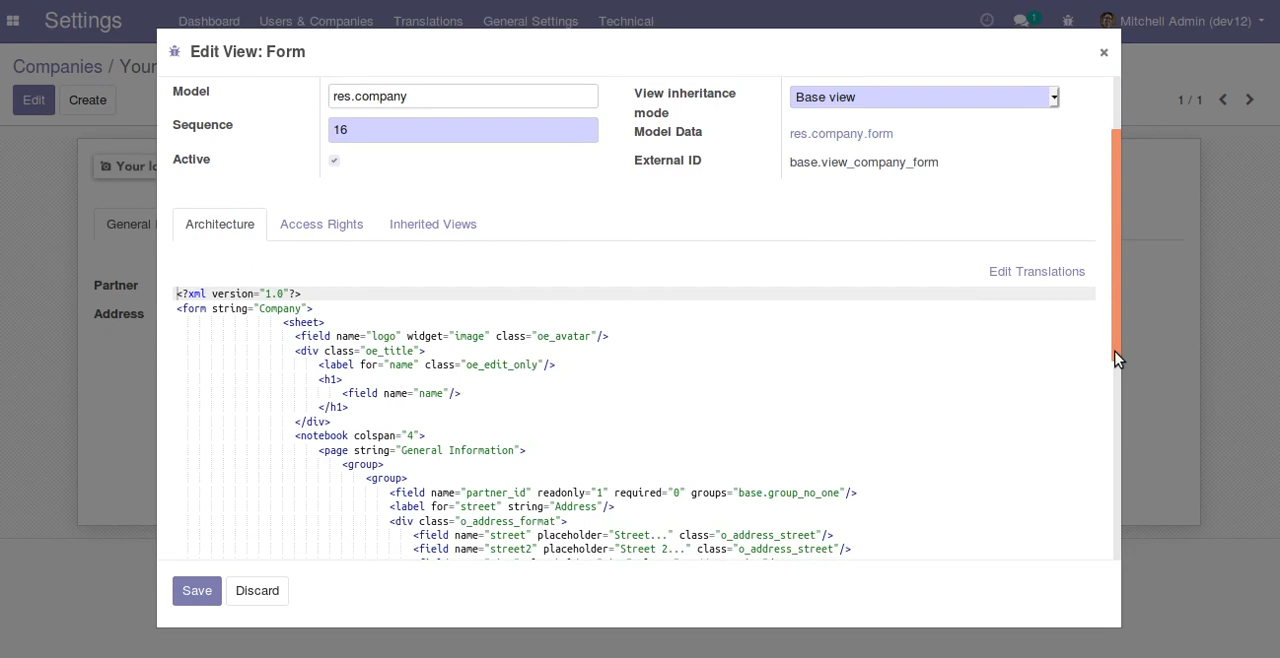 Settings Dashboard Users & Companies Translations General Settings Technical 1 Mitchell Admin (dev12)
Companies / Your
Edit Create 1 / 1
Your lo
General I
Partner
Address
Edit View: Form ×
Model res.company View inheritance mode Base view
Sequence 16 Model Data res.company.form
Active External ID base.view_company_form
Architecture Access Rights Inherited Views
Edit Translations
<?xml version="1.0"?>
<form string="Company">
<sheet>
<field name="logo" widget="image" class="oe_avatar"/>
<div class="oe_title">
<label for="name" class="oe_edit_only"/>
<h1>
<field name="name"/>
</h1>
</div>
<notebook colspan="4">
<page string="General Information">
<group>
<group>
<field name="partner_id" readonly="1" required="0" groups="base.group_no_one"/>
<label for="street" string="Address"/>
<div class="o_address_format">
<field name="street" placeholder="Street..." class="o_address_street"/>
<field name="street2" placeholder="Street 2..." class="o_address_street"/>
Save Discard